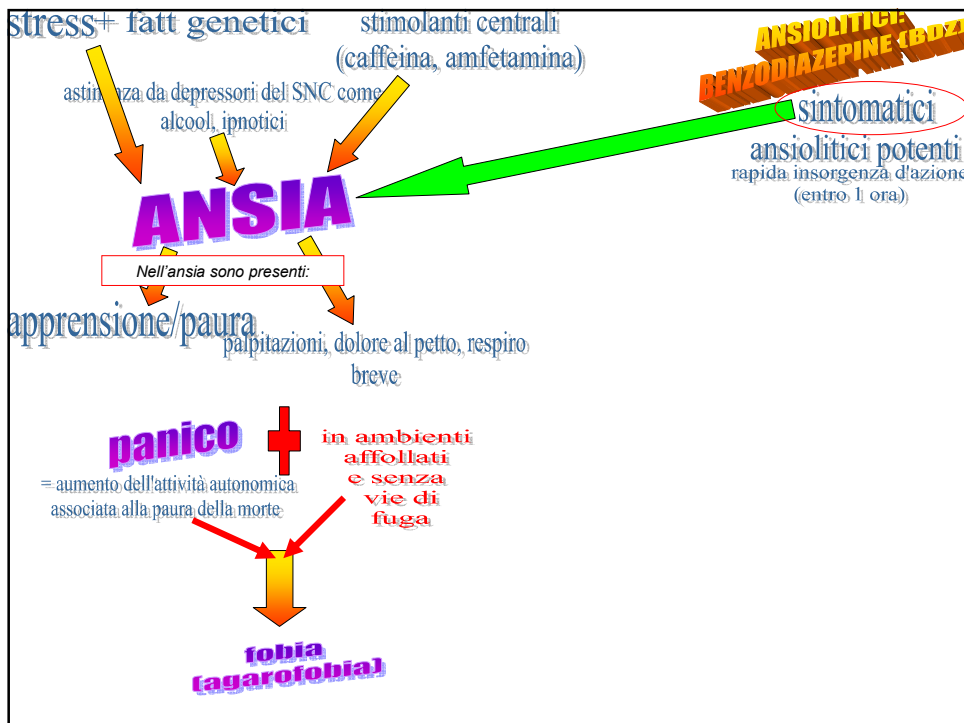 stress+ fatt genetici
stimolanti centrali
(caffeina, amfetamina)
astinenza da depressori del SNC come
alcool, ipnotici
ANSIOLITICI:
BENZODIAZEPINE (BDZ)
sintomatici
ansiolitici potenti
rapida insorgenza d'azione
(entro 1 ora)
ANSIA
Nell'ansia sono presenti:
apprensione/paura
palpitazioni, dolore al petto, respiro
breve
panico
= aumento dell'attività autonomica
associata alla paura della morte
in ambienti
affollati
e senza
vie di
fuga
fobia
(agarofobia)